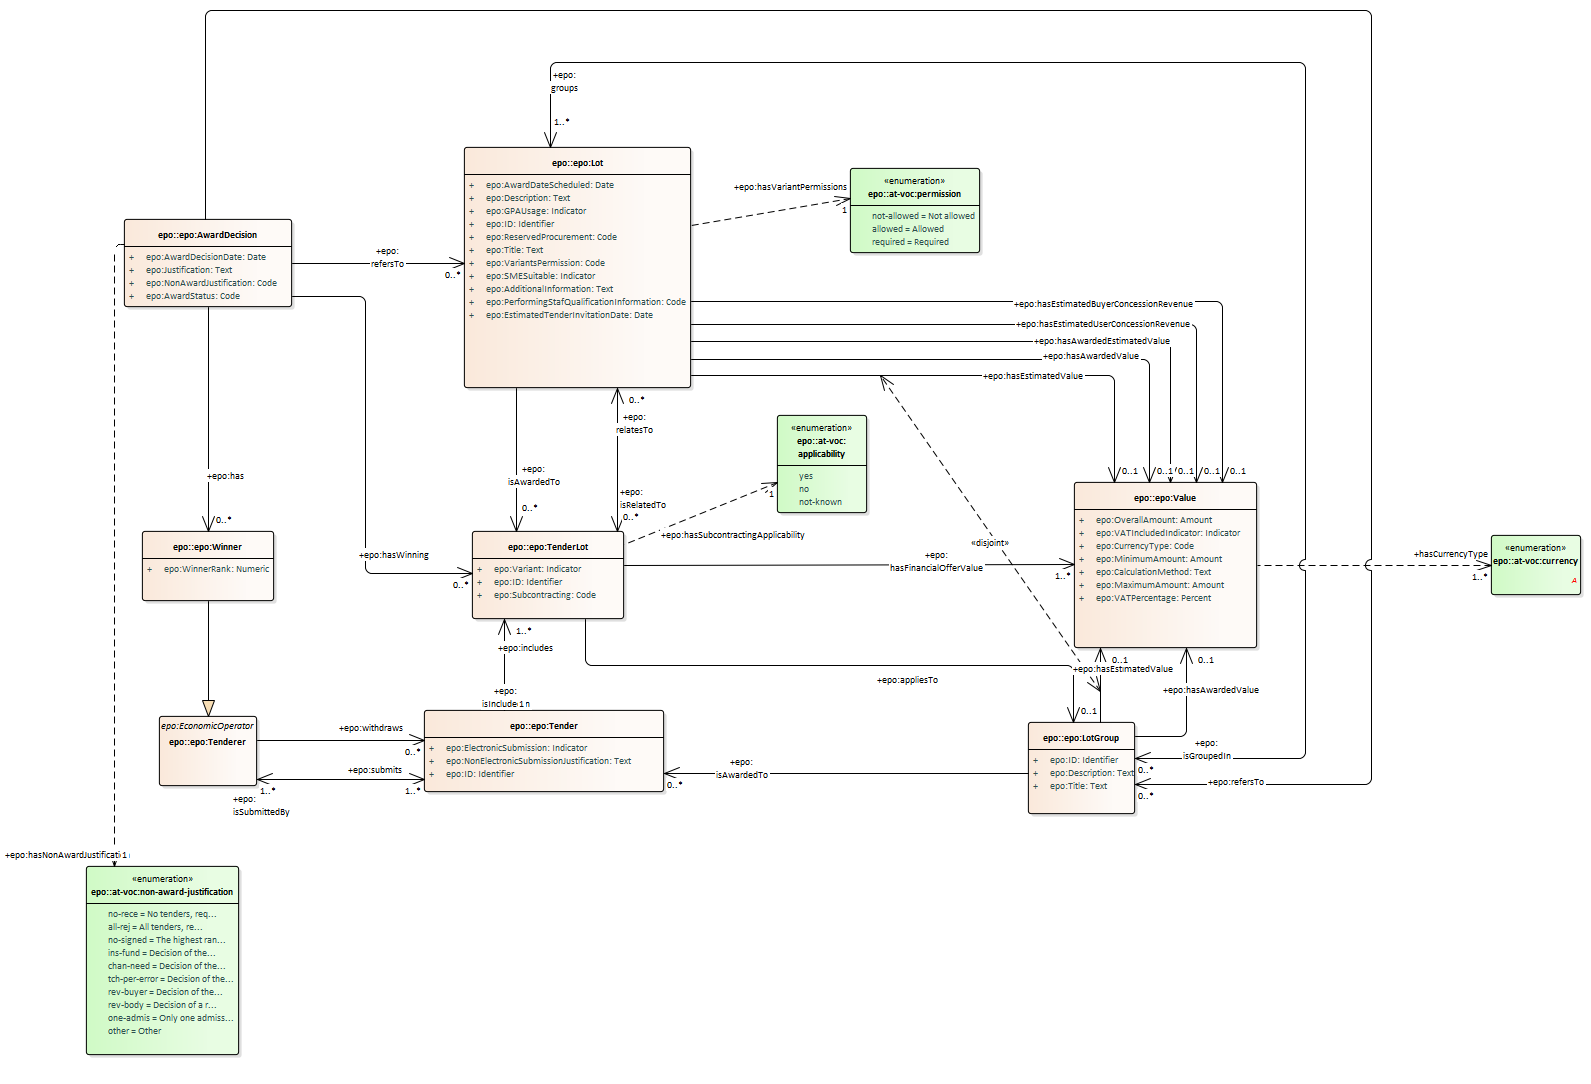 +epo:
groups
1..*
epo::epo:Lot
+ epo:AwardDateScheduled: Date
+ epo:Description: Text
+ epo:GPAUsage: Indicator
+ epo:ID: Identifier
+ epo:ReservedProcurement: Code
+ epo:Title: Text
+ epo:VariantsPermission: Code
+ epo:SMESuitable: Indicator
+ epo:AdditionalInformation: Text
+ epo:PerformingStafQualificationInformation: Code
+ epo:EstimatedTenderInvitationDate: Date
+epo:hasVariantPermissions
1
«enumeration»
epo::at-voc:permission
not-allowed = Not allowed
allowed = Allowed
required = Required
epo::epo:AwardDecision
+ epo:AwardDecisionDate: Date
+ epo:Justification: Text
+ epo:NonAwardJustification: Code
+ epo:AwardStatus: Code
+epo:
refersTo
0..*
+epo:hasEstimatedBuyerConcessionRevenue
+epo:hasEstimatedUserConcessionRevenue
+epo:hasAwardedEstimatedValue
+epo:hasAwardedValue
+epo:hasEstimatedValue
0..*
+epo:
relatesTo
«enumeration»
epo::at-voc:
applicability
yes
no
not-known
1
+epo:has
0..*
+epo:
isAwardedTo
0..*
+epo:
isRelatedTo
0..*
0..1
0..1
0..1
0..1
0..1
epo::epo:Value
+ epo:OverallAmount: Amount
+ epo:VATIncludedIndicator: Indicator
+ epo:CurrencyType: Code
+ epo:MinimumAmount: Amount
+ epo:CalculationMethod: Text
+ epo:MaximumAmount: Amount
+ epo:VATPercentage: Percent
+epo:hasSubcontractingApplicability
«disjoint»
epo::epo:Winner
+ epo:WinnerRank: Numeric
+epo:hasWinning
0..*
epo::epo:TenderLot
+ epo:Variant: Indicator
+ epo:ID: Identifier
+ epo:Subcontracting: Code
+epo:
hasFinancialOfferValue
1..*
+epo:hasCurrencyType
1..*
«enumeration»
epo::at-voc:currency
A
1..*
+epo:includes
+epo:
isInclude
1
n
+epo:appliesTo
0..1
0..1
+epo:hasEstimatedValue
0..1
+epo:hasAwardedValue
epo:EconomicOperator
epo::epo:Tenderer
+epo:withdraws
0..*
+epo:submits
1..*
1..*
+epo:
isSubmittedBy
epo::epo:Tender
+ epo:ElectronicSubmission: Indicator
+ epo:NonElectronicSubmissionJustification: Text
+ epo:ID: Identifier
+epo:
isAwardedTo
0..*
epo::epo:LotGroup
+ epo:ID: Identifier
+ epo:Description: Text
+ epo:Title: Text
+epo:
isGroupedIn
0..*
+epo:refersTo
0..*
+epo:hasNonAwardJustificati
1
«enumeration»
epo::at-voc:non-award-justification
no-rece = No tenders, req...
all-rej = All tenders, re...
no-signed = The highest ran...
ins-fund = Decision of the...
chan-need = Decision of the...
tch-per-error = Decision of the...
rev-buyer = Decision of the...
rev-body = Decision of a r...
one-admis = Only one admiss...
other = Other